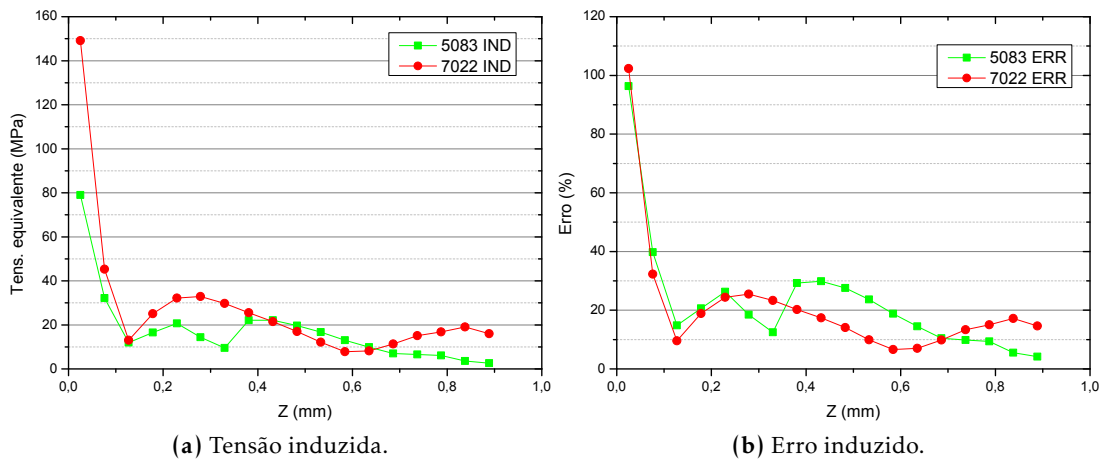 160
140
120
100
80
60
40
20
0
Tens. equivalente (MPa)
5083 IND
7022 IND
0,0 0,2 0,4 0,6 0,8 1,0
Z (mm)
(a) Tensão induzida.
120
100
80
60
40
20
0
Erro (%)
5083 ERR
7022 ERR
0,0 0,2 0,4 0,6 0,8 1,0
Z (mm)
(b) Erro induzido.